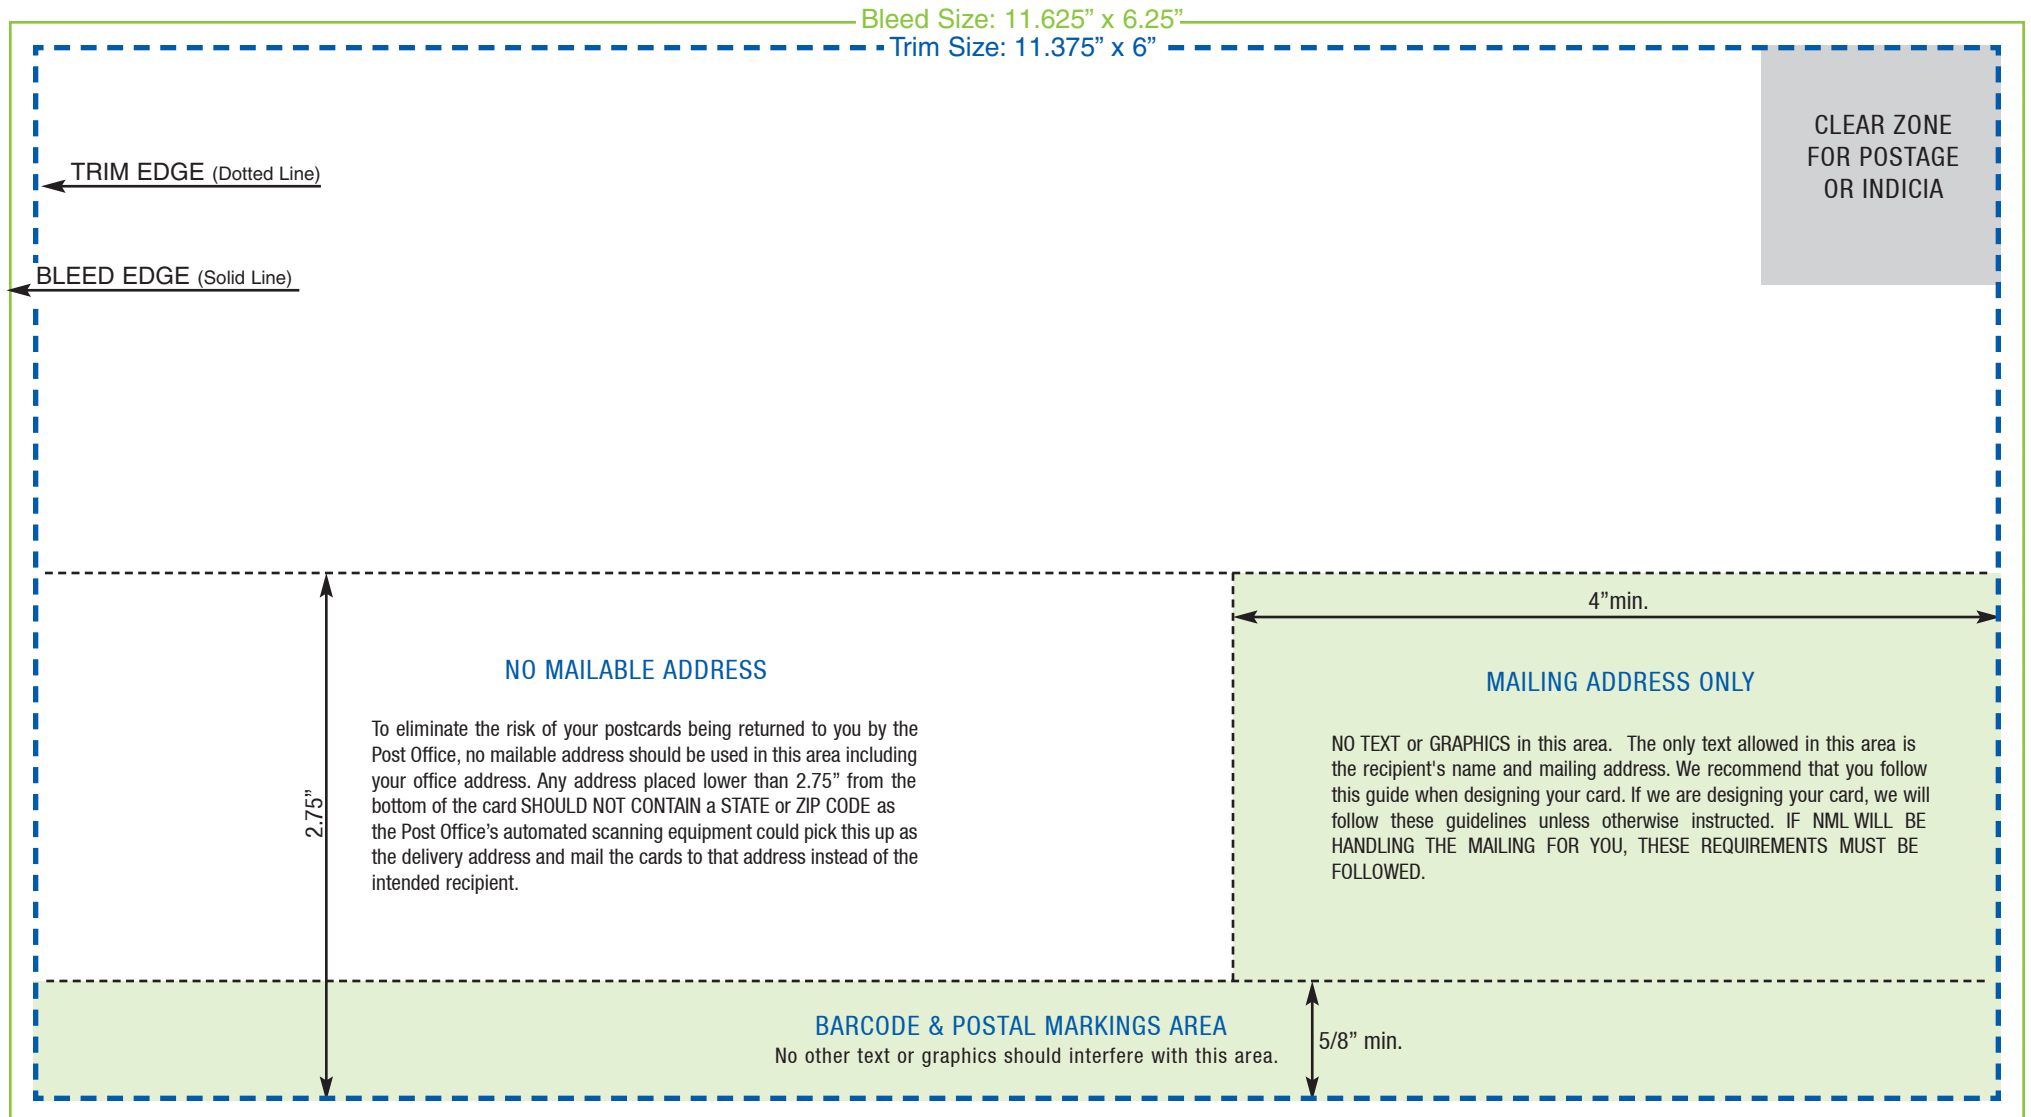 Bleed Size: 11.625” x 6.25”
Trim Size: 11.375” x 6”
CLEAR ZONE
FOR POSTAGE
OR INDICIA
TRIM EDGE (Dotted Line)
BLEED EDGE (Solid Line)
4”min.
NO MAILABLE ADDRESS
To eliminate the risk of your postcards being returned to you by the
Post Office, no mailable address should be used in this area including
your office address. Any address placed lower than 2.75” from the
bottom of the card SHOULD NOT CONTAIN a STATE or ZIP CODE as
the Post Office’s automated scanning equipment could pick this up as
the delivery address and mail the cards to that address instead of the
intended recipient.
2.75”
MAILING ADDRESS ONLY
NO TEXT or GRAPHICS in this area. The only text allowed in this area is
the recipient's name and mailing address. We recommend that you follow
this guide when designing your card. If we are designing your card, we will
follow these guidelines unless otherwise instructed. IF NML WILL BE
HANDLING THE MAILING FOR YOU, THESE REQUIREMENTS MUST BE
FOLLOWED.
BARCODE & POSTAL MARKINGS AREA
No other text or graphics should interfere with this area.
5/8” min.